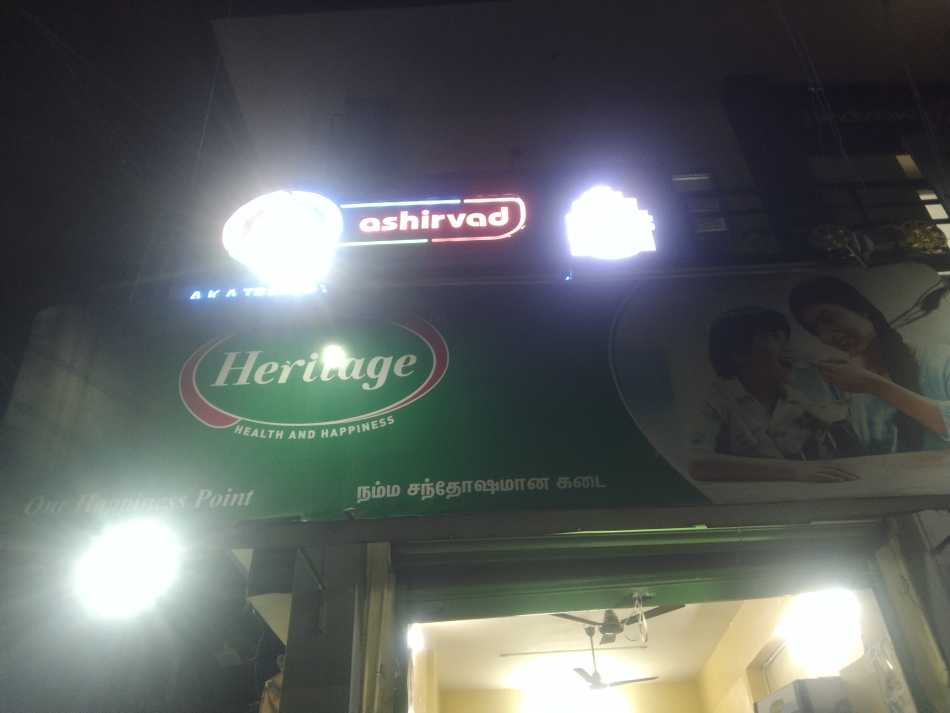 ashirvad
A.K.A
Heritage
HEALTH AND HAPPINESS
Our Happiness Point
நம்ம சந்தோஷமான கடை